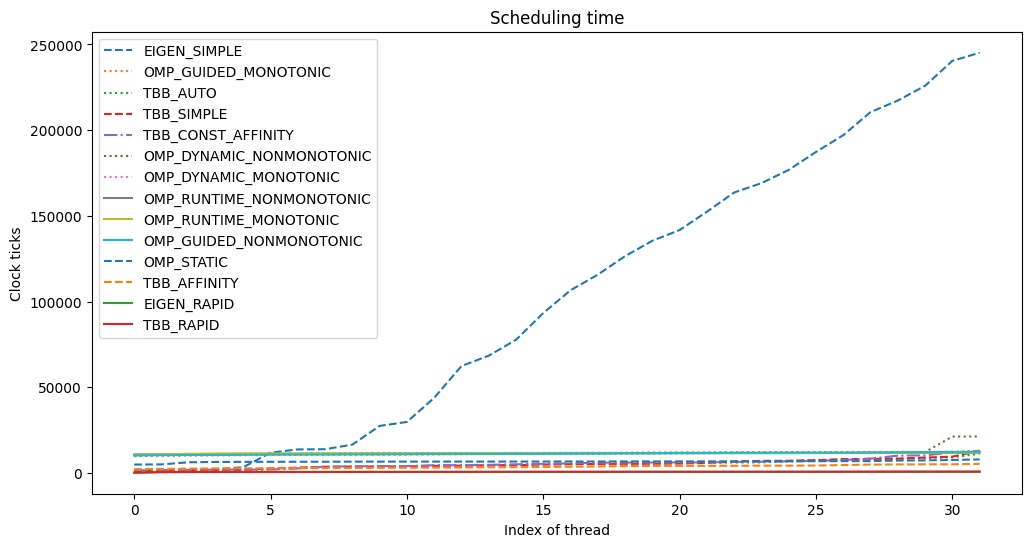 Scheduling time
250000
200000
150000
100000
50000
0
Clock ticks
EIGEN_SIMPLE
OMP_GUIDED_MONOTONIC
TBB_AUTO
TBB_SIMPLE
TBB_CONST_AFFINITY
OMP_DYNAMIC_NONMONOTONIC
OMP_DYNAMIC_MONOTONIC
OMP_RUNTIME_NONMONOTONIC
OMP_RUNTIME_MONOTONIC
OMP_GUIDED_NONMONOTONIC
OMP_STATIC
TBB_AFFINITY
EIGEN_RAPID
TBB_RAPID
0 5 10 15 20 25 30
Index of thread